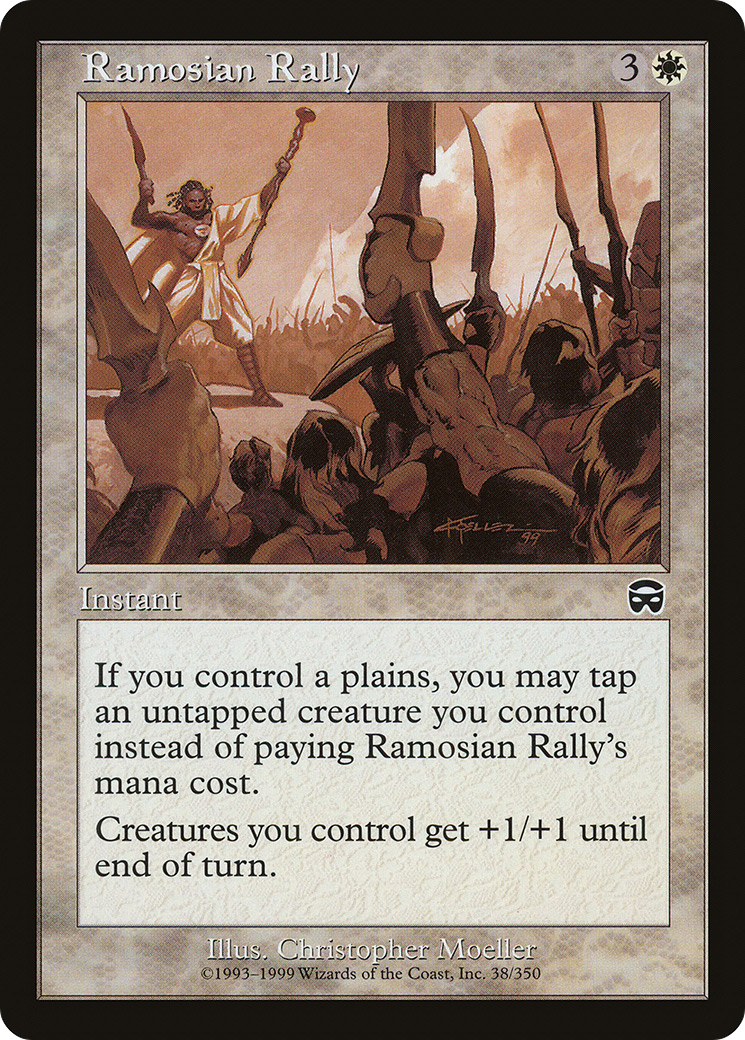 Ramosian Rally 3
KOELLER
99
Instant
If you control a plains, you may tap
an untapped creature you control
instead of paying Ramosian Rally's
mana cost.
Creatures you control get +1/+1 until
end of turn.
Illus. Christopher Moeller
©1993–1999 Wizards of the Coast, Inc. 38/350